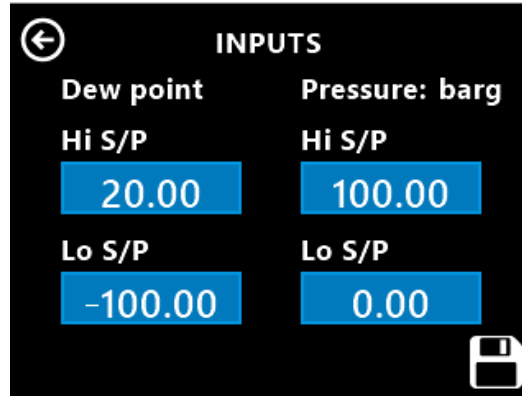 INPUTS
Dew point Pressure: barg
Hi S/P Hi S/P
20.00 100.00
Lo S/P Lo S/P
-100.00 0.00